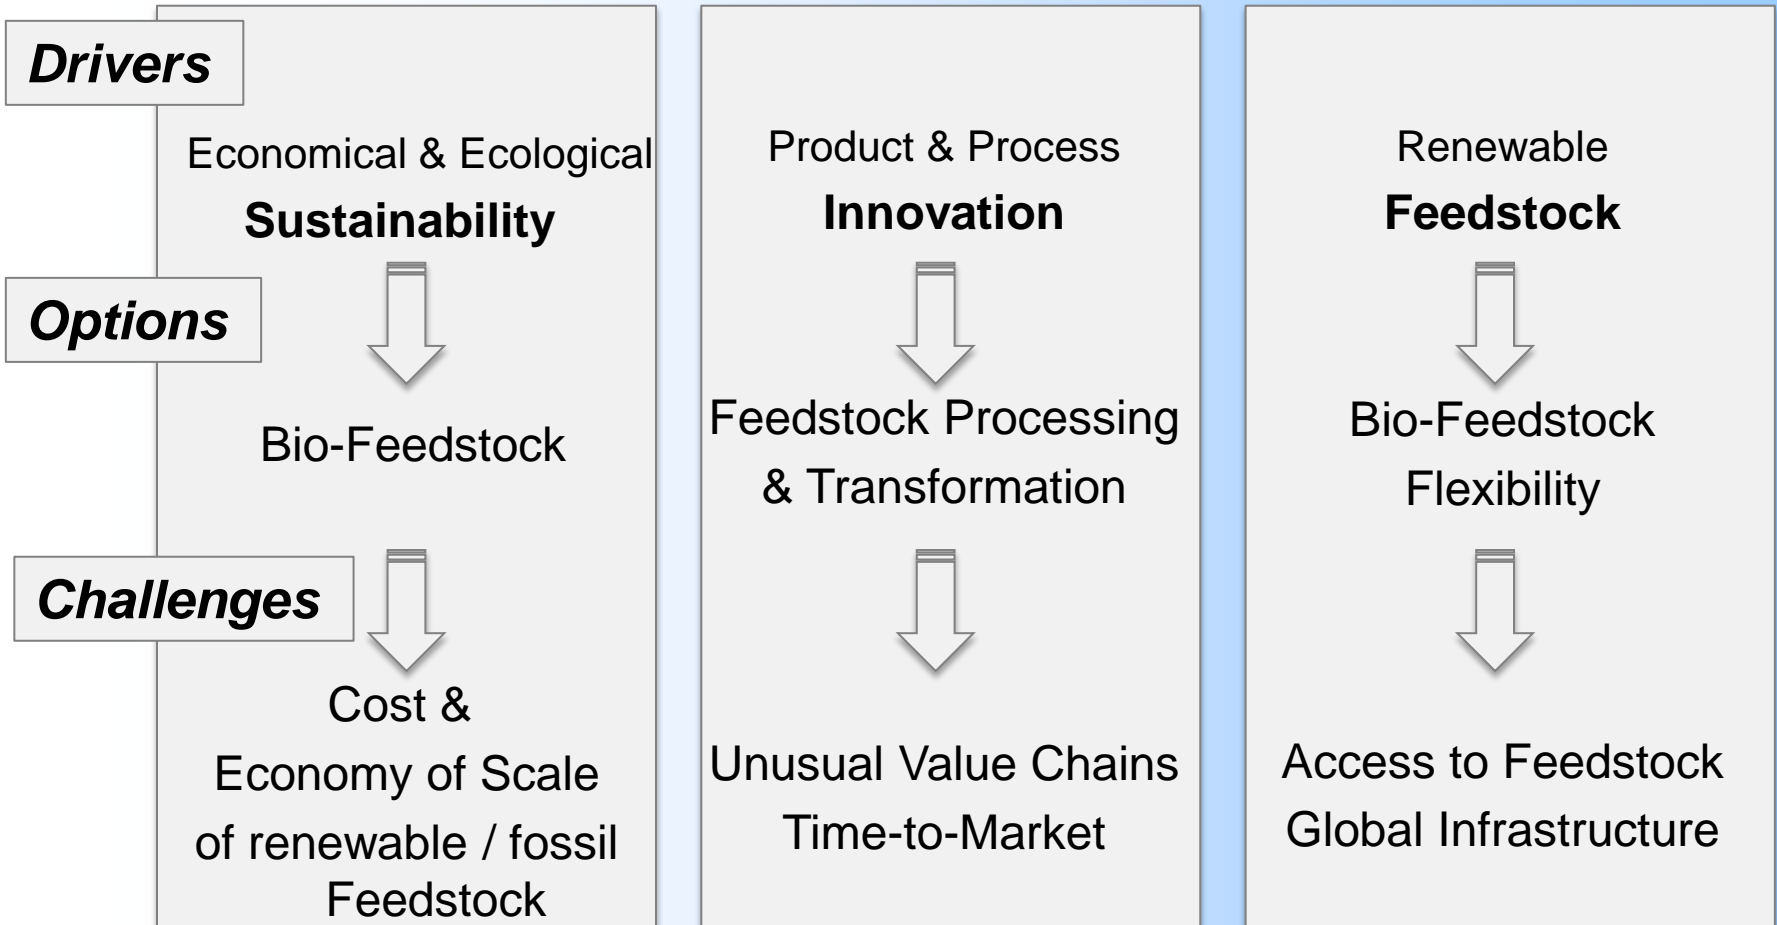 Drivers
Economical & Ecological
Sustainability
Product & Process
Innovation
Renewable
Feedstock
Options
Bio-Feedstock
Feedstock Processing
& Transformation
Bio-Feedstock
Flexibility
Challenges
Cost &
Economy of Scale
of renewable / fossil
Feedstock
Unusual Value Chains
Time-to-Market
Access to Feedstock
Global Infrastructure